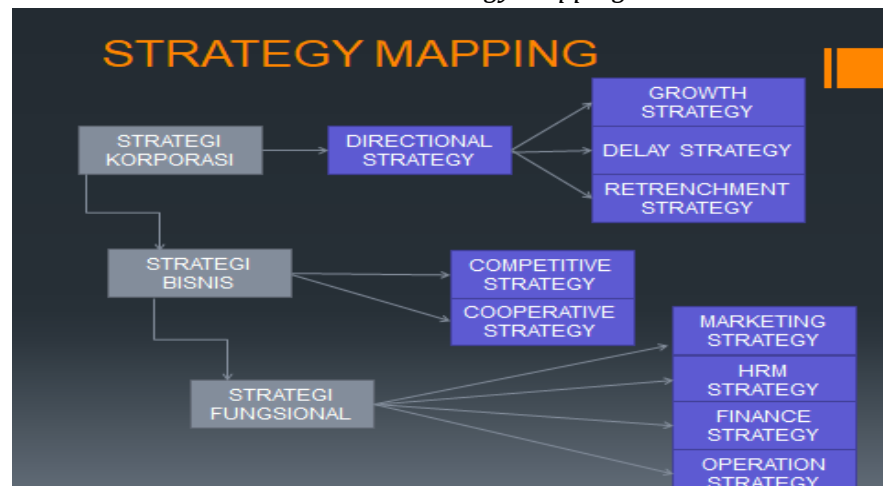 STRATEGY MAPPING
STRATEGI
KORPORASI
DIRECTIONAL
STRATEGY
GROWTH
STRATEGY
DELAY STRATEGY
RETRENCHMENT
STRATEGY
STRATEGI
BISNIS
COMPETITIVE
STRATEGY
COOPERATIVE
STRATEGY
STRATEGI
FUNGSIONAL
MARKETING
STRATEGY
HRM
STRATEGY
FINANCE
STRATEGY
OPERATION
STRATEGY